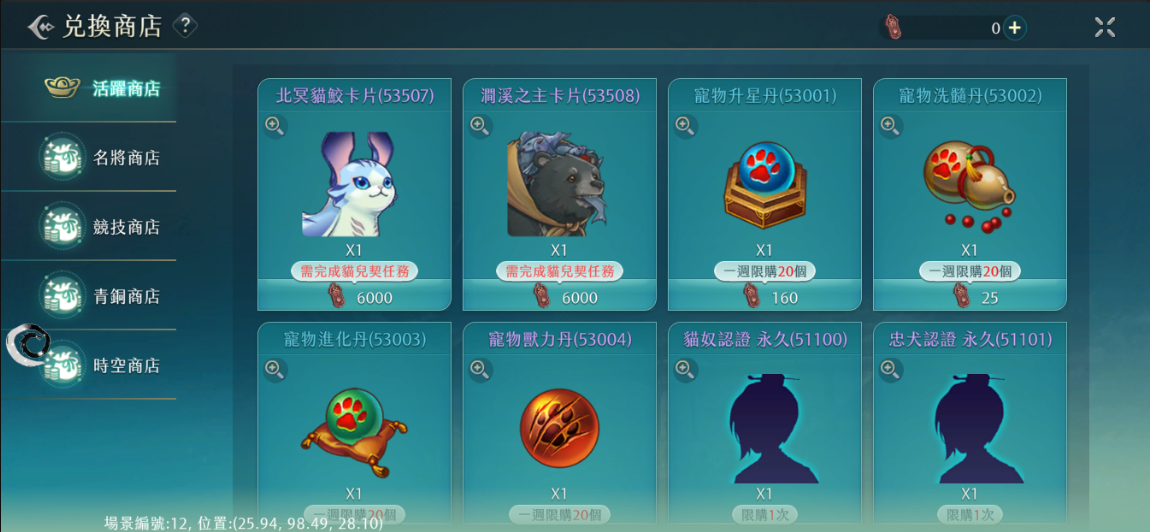 兑換商店 ?
0 +
活躍商店
名將商店
競技商店
青銅商店
時空商店
北冥貓鮫卡片(53507)
X1
需完成貓兒契任務
6000
澗溪之主卡片(53508)
X1
需完成貓兒契任務
6000
寵物升星丹(53001)
X1
一週限購20個
160
寵物洗髓丹(53002)
X1
一週限購20個
25
寵物進化丹(53003)
X1
一週限購20個
寵物獸力丹(53004)
X1
一週限購20個
貓奴認證 永久(51100)
X1
限購1次
忠犬認證 永久(51101)
X1
限購1次
場景編號:12, 位置:(25.94, 98.49, 28.10)